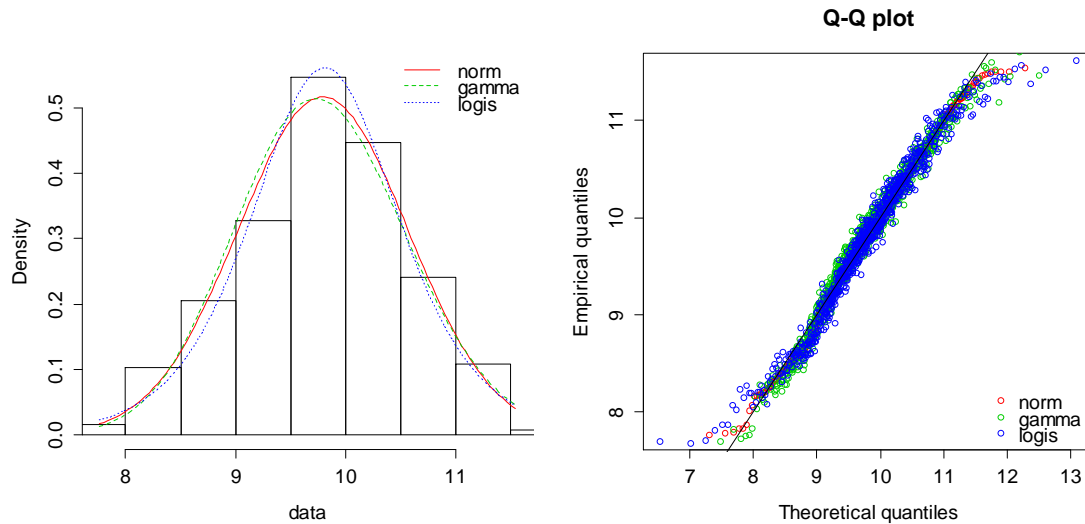 norm
gamma
logis
0.5
0.4
0.3
0.2
0.1
0.0
Density
8 9 10 11
data
Q-Q plot
11
10
9
8
Empirical quantiles
norm
gamma
logis
7 8 9 10 11 12 13
Theoretical quantiles